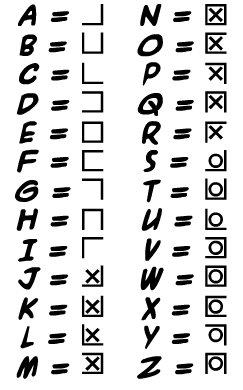 A =
B =
C =
D =
E =
F =
G =
H =
I =
J =
K =
L =
M =
N =
O =
P =
Q =
R =
S =
T =
U =
V =
W =
X =
Y =
Z =